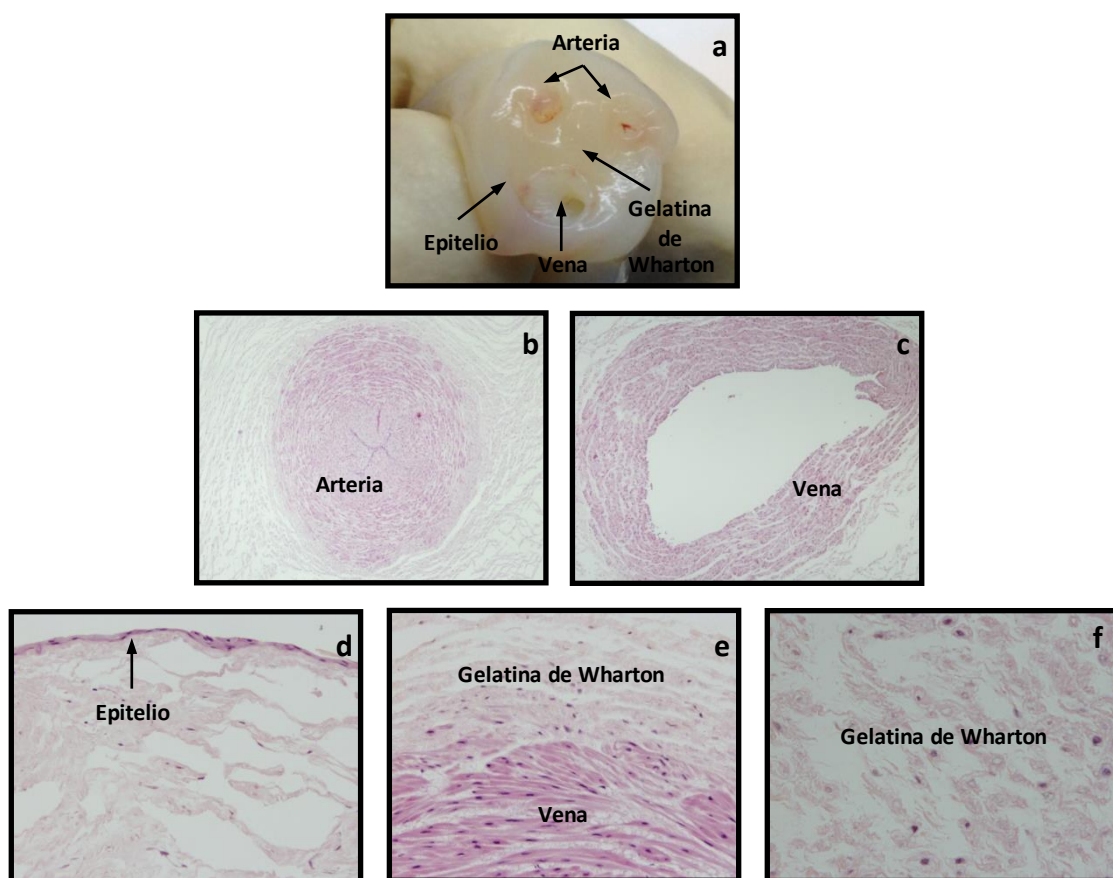 a
Arteria
Epitelio
Vena
Gelatina
de
Wharton
b
Arteria
c
Vena
d
Epitelio
e
Gelatina de Wharton
Vena
f
Gelatina de Wharton